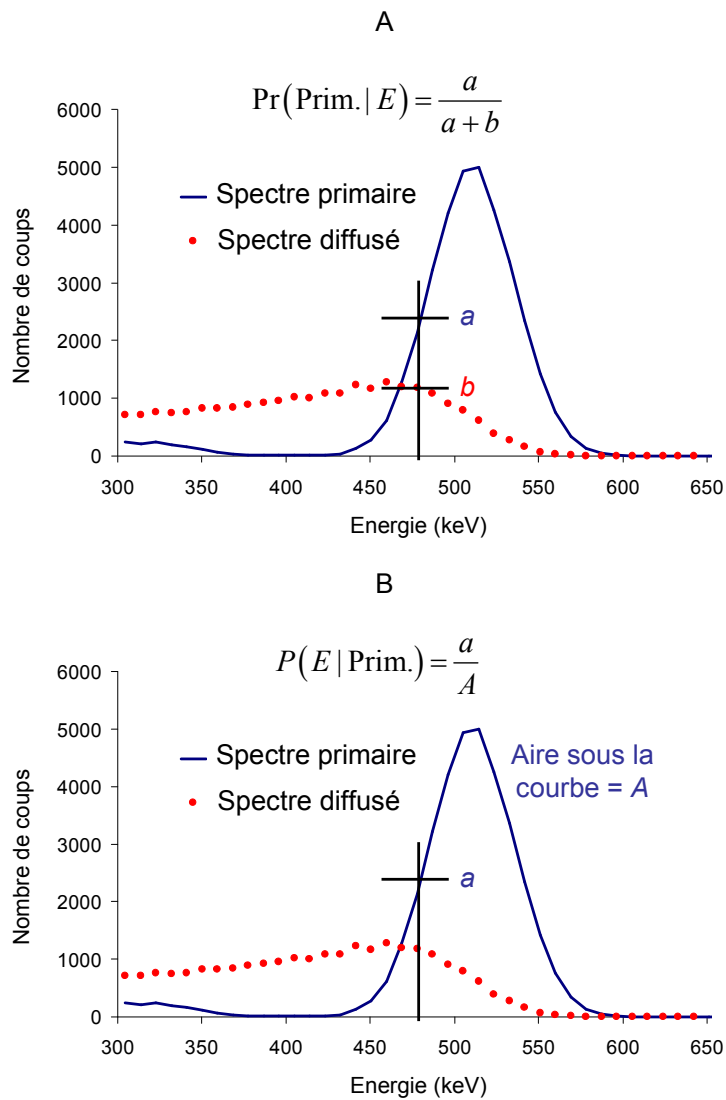 A
Pr(Prim. | E) = a / (a + b)
6000
5000
4000
3000
2000
1000
0
Nombre de coups
Spectre primaire
Spectre diffusé
a
b
300 350 400 450 500 550 600 650
Energie (keV)
B
P(E | Prim.) = a / A
6000
5000
4000
3000
2000
1000
0
Nombre de coups
Spectre primaire
Spectre diffusé
Aire sous la
courbe = A
a
300 350 400 450 500 550 600 650
Energie (keV)